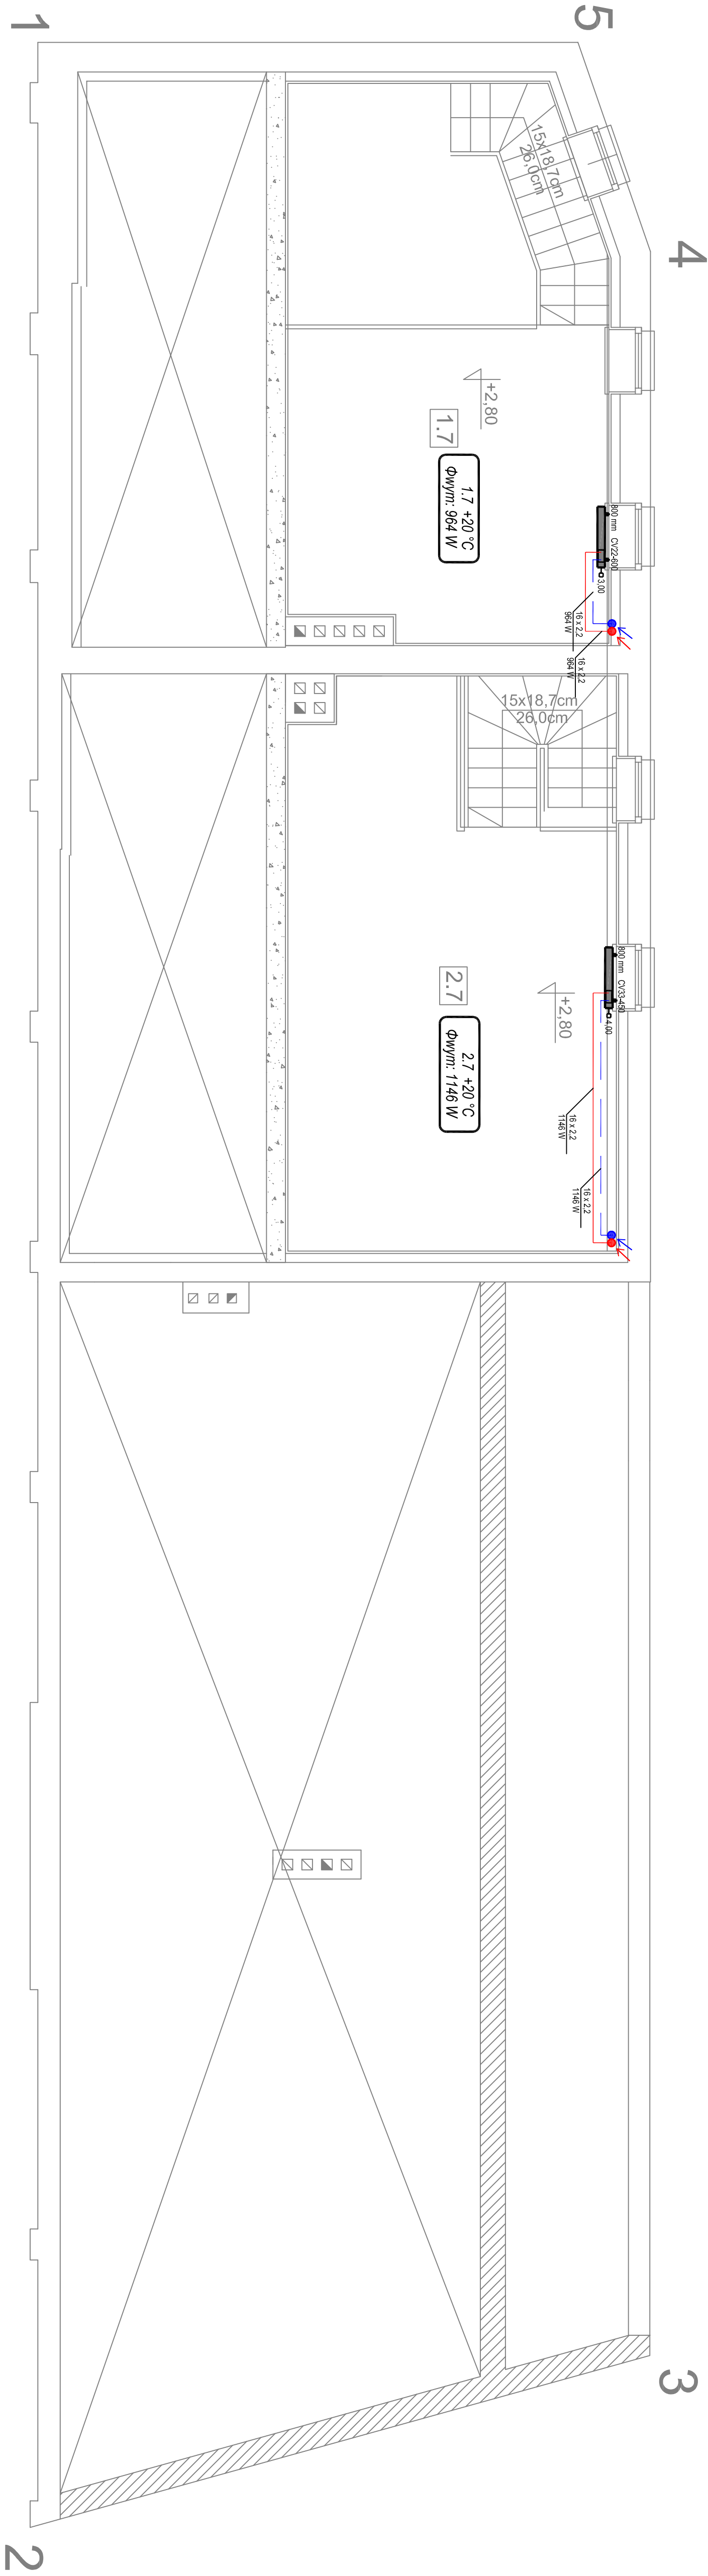 1
5
4
15x18,7cm
26,0cm
+2,80
1.7
1.7 +20 °C
Φwym: 964 W
800 mm CV22-600
3,00
16 x 2,2
964 W
16 x 2,2
964 W
15x18,7cm
26,0cm
2.7
+2,80
2.7 +20 °C
Φwym: 1146 W
800 mm CV33-450
4,00
16 x 2,2
1146 W
16 x 2,2
1146 W
3
2